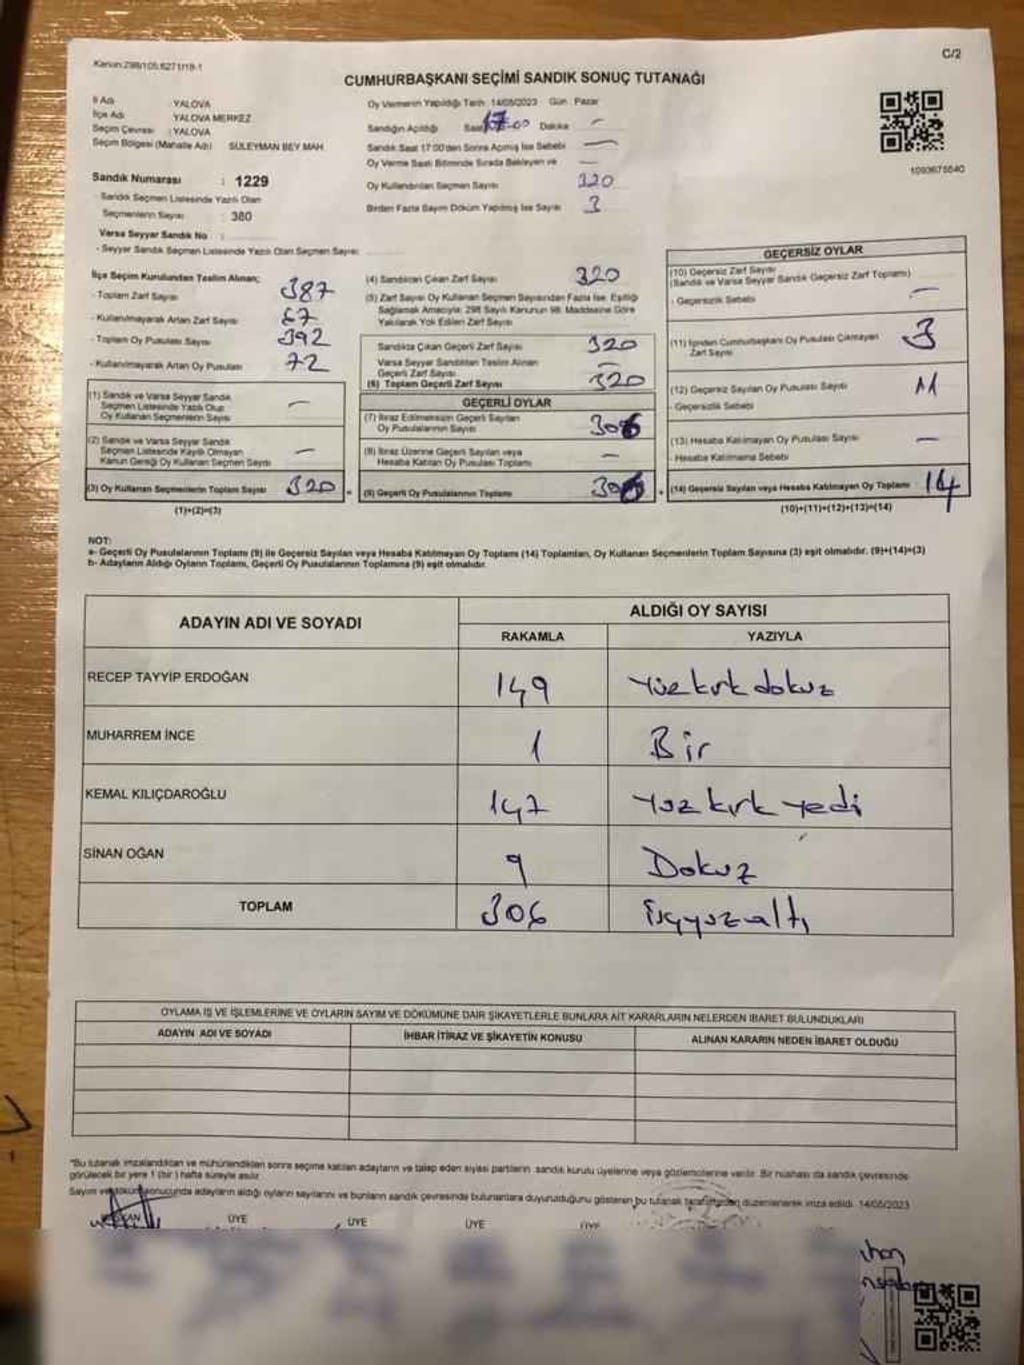 Kanun:298/105;6271/19-1
C/2
CUMHURBAŞKANI SEÇİMİ SANDIK SONUÇ TUTANAĞI
İl Adı YALOVA
İlçe Adı YALOVA MERKEZ
Seçim Çevresi : YALOVA
Seçim Bölgesi (Mahalle Adı) SÜLEYMAN BEY MAH.
Sandık Numarası : 1229
- Sandık Seçmen Listesinde Yazılı Olan
Seçmenlerin Sayısı : 380
Varsa Seyyar Sandık No :
- Seyyar Sandık Seçmen Listesinde Yazılı Olan Seçmen Sayısı:
Oy Vermenin Yapıldığı Tarih: 14/05/2023 Gün : Pazar
Sandığın Açıldığı Saat 17:00 Dakika —
Sandık Saat 17:00'den Sonra Açılmış İse Sebebi —
Oy Verme Saati Bitiminde Sırada Bekleyen ve —
Oy Kullandırılan Seçmen Sayısı 320
Birden Fazla Sayım Döküm Yapılmış İse Sayısı 3
1093675540
İlçe Seçim Kurulundan Teslim Alınan;
- Toplam Zarf Sayısı 387
- Kullanılmayarak Artan Zarf Sayısı 67
- Toplam Oy Pusulası Sayısı 392
- Kullanılmayarak Artan Oy Pusulası 72
(1) Sandık ve Varsa Seyyar Sandık
Seçmen Listesinde Yazılı Olup
Oy Kullanan Seçmenlerin Sayısı —
(2) Sandık ve Varsa Seyyar Sandık
Seçmen Listesinde Kayıtlı Olmayan
Kanun Gereği Oy Kullanan Seçmen Sayısı —
(3) Oy Kullanan Seçmenlerin Toplam Sayısı 320
(1)+(2)=(3)
(4) Sandıktan Çıkan Zarf Sayısı 320
(5) Zarf Sayısı Oy Kullanan Seçmen Sayısından Fazla İse, Eşitliği
Sağlamak Amacıyla; 298 Sayılı Kanunun 98. Maddesine Göre
Yakılarak Yok Edilen Zarf Sayısı
Sandıkta Çıkan Geçerli Zarf Sayısı 320
Varsa Seyyar Sandıktan Teslim Alınan
Geçerli Zarf Sayısı —
(6) Toplam Geçerli Zarf Sayısı 320
GEÇERLİ OYLAR
(7) İtiraz Edilmeksizin Geçerli Sayılan
Oy Pusulalarının Sayısı 306
(8) İtiraz Üzerine Geçerli Sayılan veya
Hesaba Katılan Oy Pusulası Toplamı —
(9) Geçerli Oy Pusulalarının Toplamı 306
GEÇERSİZ OYLAR
(10) Geçersiz Zarf Sayısı
(Sandık ve Varsa Seyyar Sandık Geçersiz Zarf Toplamı)
- Geçersizlik Sebebi —
(11) İçinden Cumhurbaşkanı Oy Pusulası Çıkmayan
Zarf Sayısı 3
(12) Geçersiz Sayılan Oy Pusulası Sayısı 11
- Geçersizlik Sebebi
(13) Hesaba Katılmayan Oy Pusulası Sayısı —
- Hesaba Katılmama Sebebi
(14) Geçersiz Sayılan veya Hesaba Katılmayan Oy Toplamı 14
(10)+(11)+(12)+(13)=(14)
NOT:
a- Geçerli Oy Pusulalarının Toplamı (9) ile Geçersiz Sayılan veya Hesaba Katılmayan Oy Toplamı (14) Toplamları, Oy Kullanan Seçmenlerin Toplam Sayısına (3) eşit olmalıdır. (9)+(14)=(3)
b- Adayların Aldığı Oyların Toplamı, Geçerli Oy Pusulalarının Toplamına (9) eşit olmalıdır.
ADAYIN ADI VE SOYADI ALDIĞI OY SAYISI
RAKAMLA YAZIYLA
RECEP TAYYİP ERDOĞAN 149 Yüzkırkdokuz
MUHARREM İNCE 1 Bir
KEMAL KILIÇDAROĞLU 147 Yüz kırk yedi
SİNAN OĞAN 9 Dokuz
TOPLAM 306 Üçyüzaltı
OYLAMA İŞ VE İŞLEMLERİNE VE OYLARIN SAYIM VE DÖKÜMÜNE DAİR ŞİKAYETLERLE BUNLARA AİT KARARLARIN NELERDEN İBARET BULUNDUKLARI
ADAYIN ADI VE SOYADI İHBAR İTİRAZ VE ŞİKAYETİN KONUSU ALINAN KARARIN NEDEN İBARET OLDUĞU
*Bu tutanak imzalandıktan ve mühürlendikten sonra seçime katılan adayların ve talep eden siyasi partilerin sandık kurulu üyelerine veya gözlemcilerine verilir. Bir nüshası da sandık çevresinde
görülecek bir yere 1 (bir) hafta süreyle asılır.
Sayım ve döküm sonucunda adayların aldığı oyların sayılarını ve bunların sandık çevresinde bulunanlara duyurulduğunu gösteren bu tutanak tarafımızdan düzenlenerek imza edildi. 14/05/2023
BAŞKAN ÜYE ÜYE ÜYE ÜYE